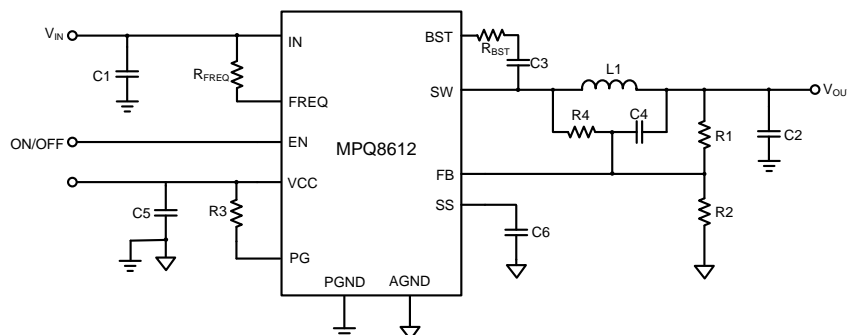 VIN
C1
RFREQ
ON/OFF
C5
R3
IN
FREQ
EN
VCC
PG
MPQ8612
PGND
AGND
BST
SW
FB
SS
RBST
C3
L1
R4
C4
R1
R2
C2
C6
VOU